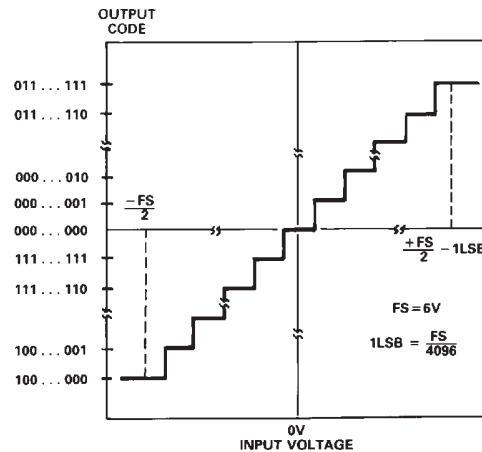 OUTPUT
CODE
011 . . . 111
011 . . . 110
000 . . . 010
000 . . . 001
000 . . . 000
111 . . . 111
111 . . . 110
100 . . . 001
100 . . . 000
−FS
2
+FS
2
− 1LSB
FS = 6V
1LSB = FS
4096
0V
INPUT VOLTAGE